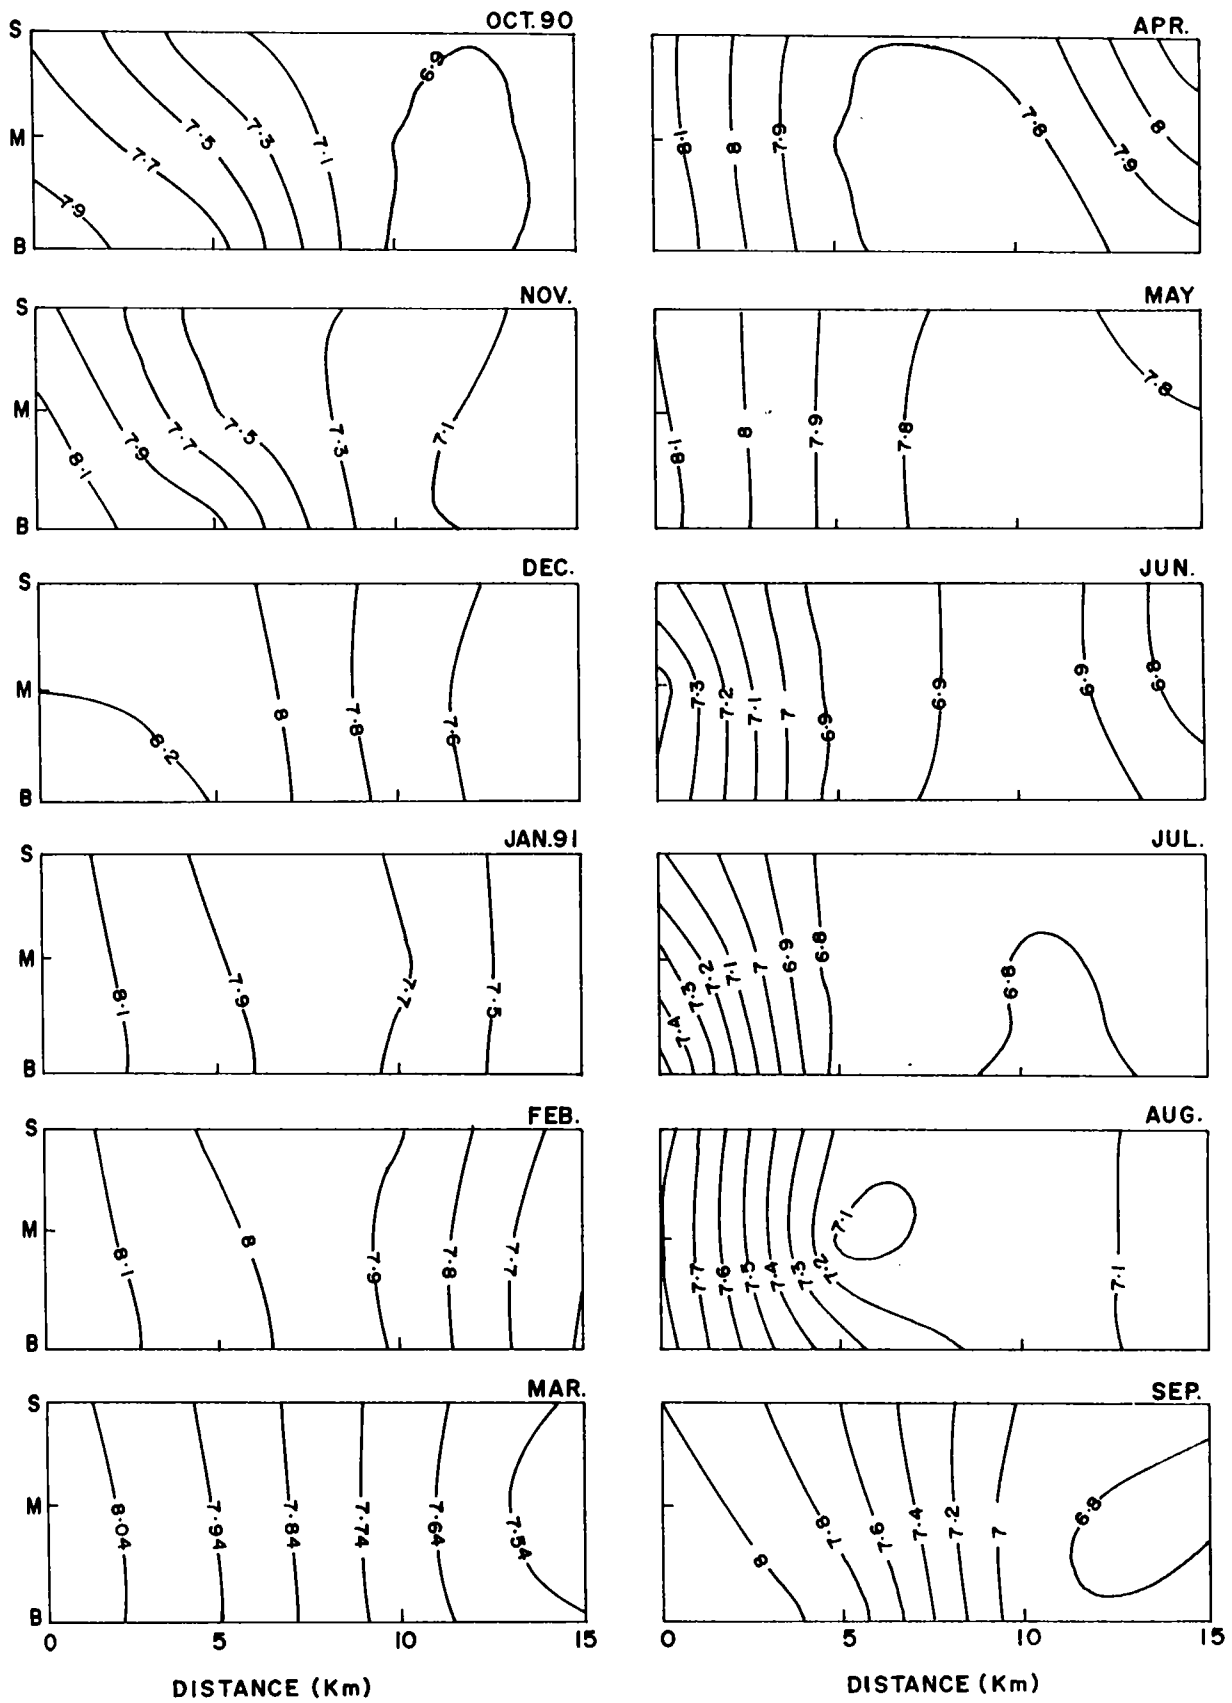 OCT.90
S
M
B
7.9 7.7 7.5 7.3 7.1 6.9
NOV.
S
M
B
8.1 7.9 7.7 7.5 7.3 7.1
DEC.
S
M
B
8.2 8 7.8 7.6
JAN.91
S
M
B
8.1 7.9 7.7 7.5
FEB.
S
M
B
8.1 8 7.9 7.8 7.7
MAR.
S
M
B
8.04 7.94 7.84 7.74 7.64 7.54
0 5 10 15
DISTANCE (Km)
APR.
8.1 8 7.9 7.8 7.9 8
MAY
8.1 8 7.9 7.8 7.8
JUN.
7.3 7.2 7.1 7 6.9 6.9 6.9 6.8
JUL.
7.4 7.3 7.2 7.1 7 6.9 6.8 6.8
AUG.
7.7 7.6 7.5 7.4 7.3 7.2 7.1 7.1
SEP.
8 7.8 7.6 7.4 7.2 7 6.8
0 5 10 15
DISTANCE (Km)